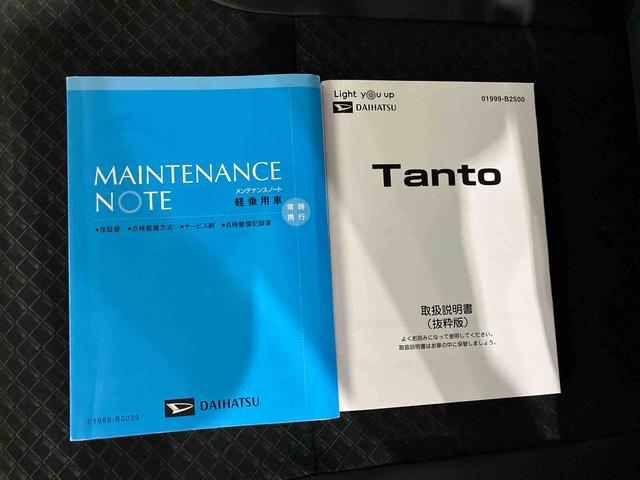 MAINTENANCE
NOTE
メンテナンスノート
軽乗用車
常時
携行
•保証書 •点検整備方式 •サービス網 •点検整備記録簿
DAIHATSU
01989-B2029
Light you up
DAIHATSU
01999-B2500
Tanto
取扱説明書
(抜粋版)
よくお読みになって使用してください。
取扱説明書はお車の中に保管しましょう。